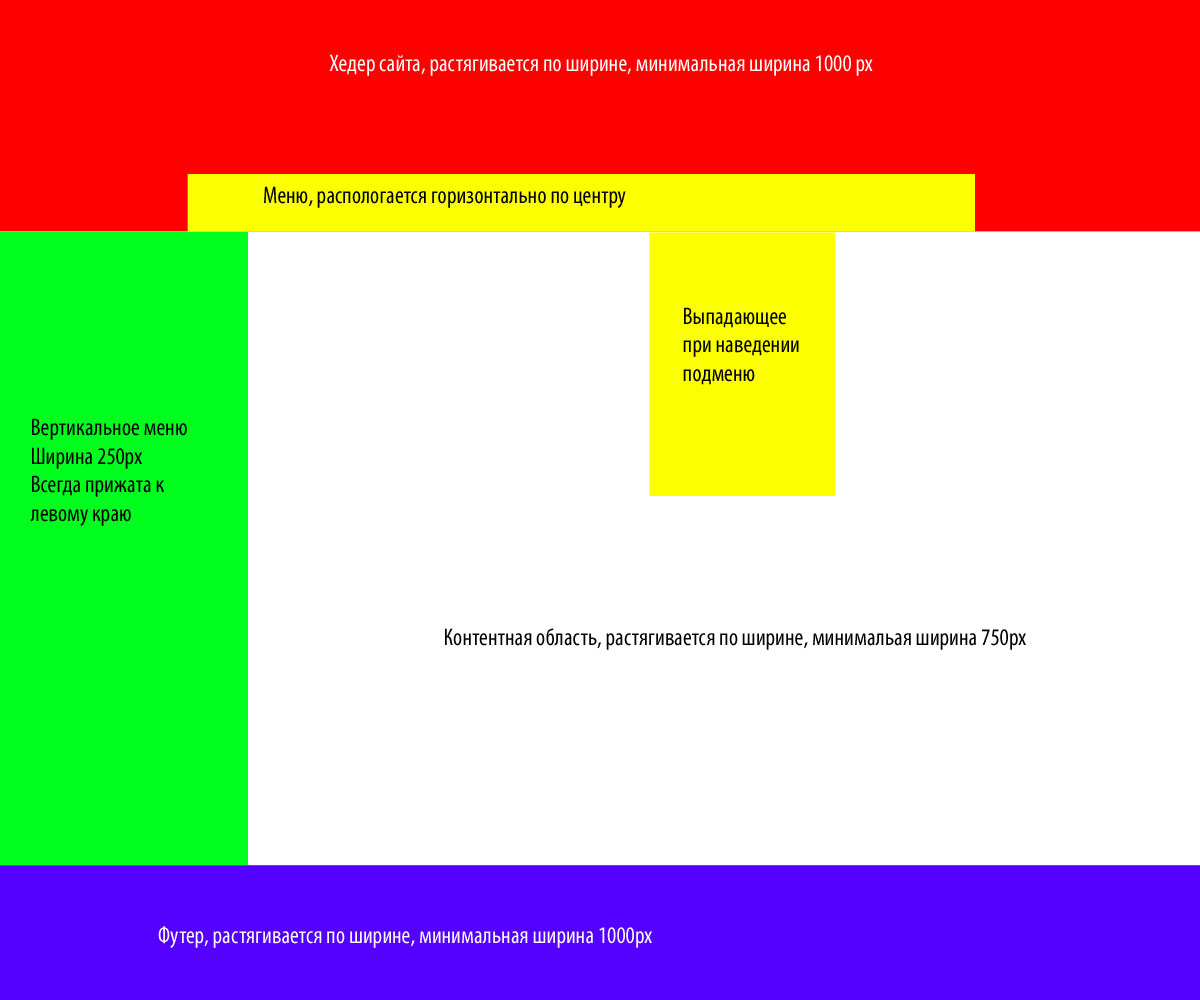 Хедер сайта, растягивается по ширине, минимальная ширина 1000 px
Меню, распологается горизонтально по центру
Выпадающее
при наведении
подменю
Вертикальное меню
Ширина 250px
Всегда прижата к
левому краю
Контентная область, растягивается по ширине, минималъая ширина 750px
Футер, растягивается по ширине, минимальная ширина 1000px